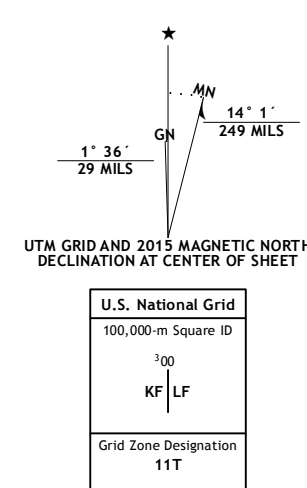 ★
MN
GN
14° 1´
249 MILS
1° 36´
29 MILS
UTM GRID AND 2015 MAGNETIC NORTH
DECLINATION AT CENTER OF SHEET
U.S. National Grid
100,000-m Square ID
³00
KF LF
Grid Zone Designation
11T